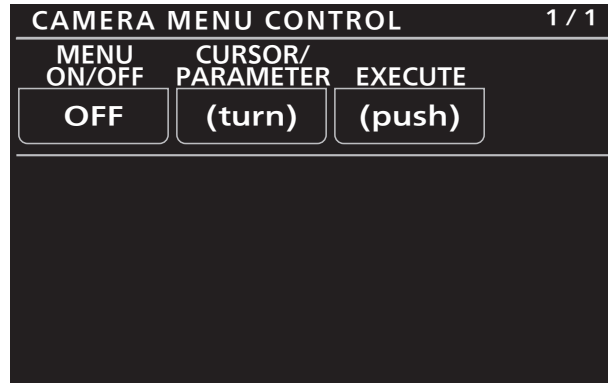 CAMERA MENU CONTROL 1 / 1
MENU ON/OFF
CURSOR/ PARAMETER
EXECUTE
OFF (turn) (push)